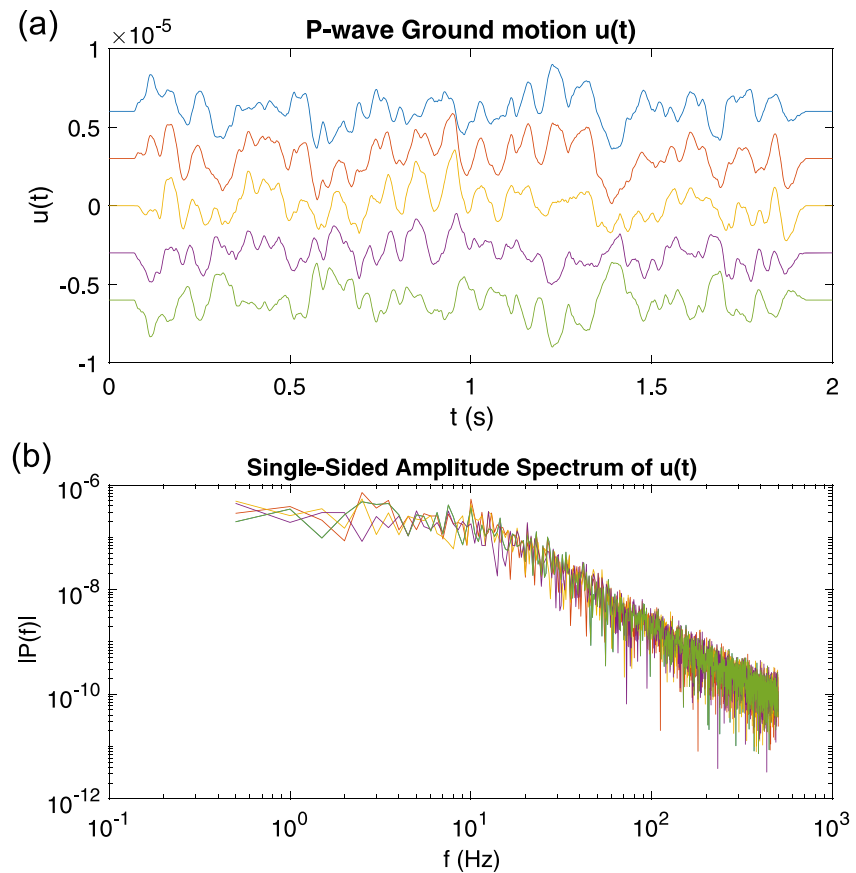 (a)
×10⁻⁵
P-wave Ground motion u(t)
1
0.5
0
-0.5
-1
u(t)
0 0.5 1 1.5 2
t (s)
(b)
Single-Sided Amplitude Spectrum of u(t)
10⁻⁶
10⁻⁸
10⁻¹⁰
10⁻¹²
|P(f)|
10⁻¹ 10⁰ 10¹ 10² 10³
f (Hz)